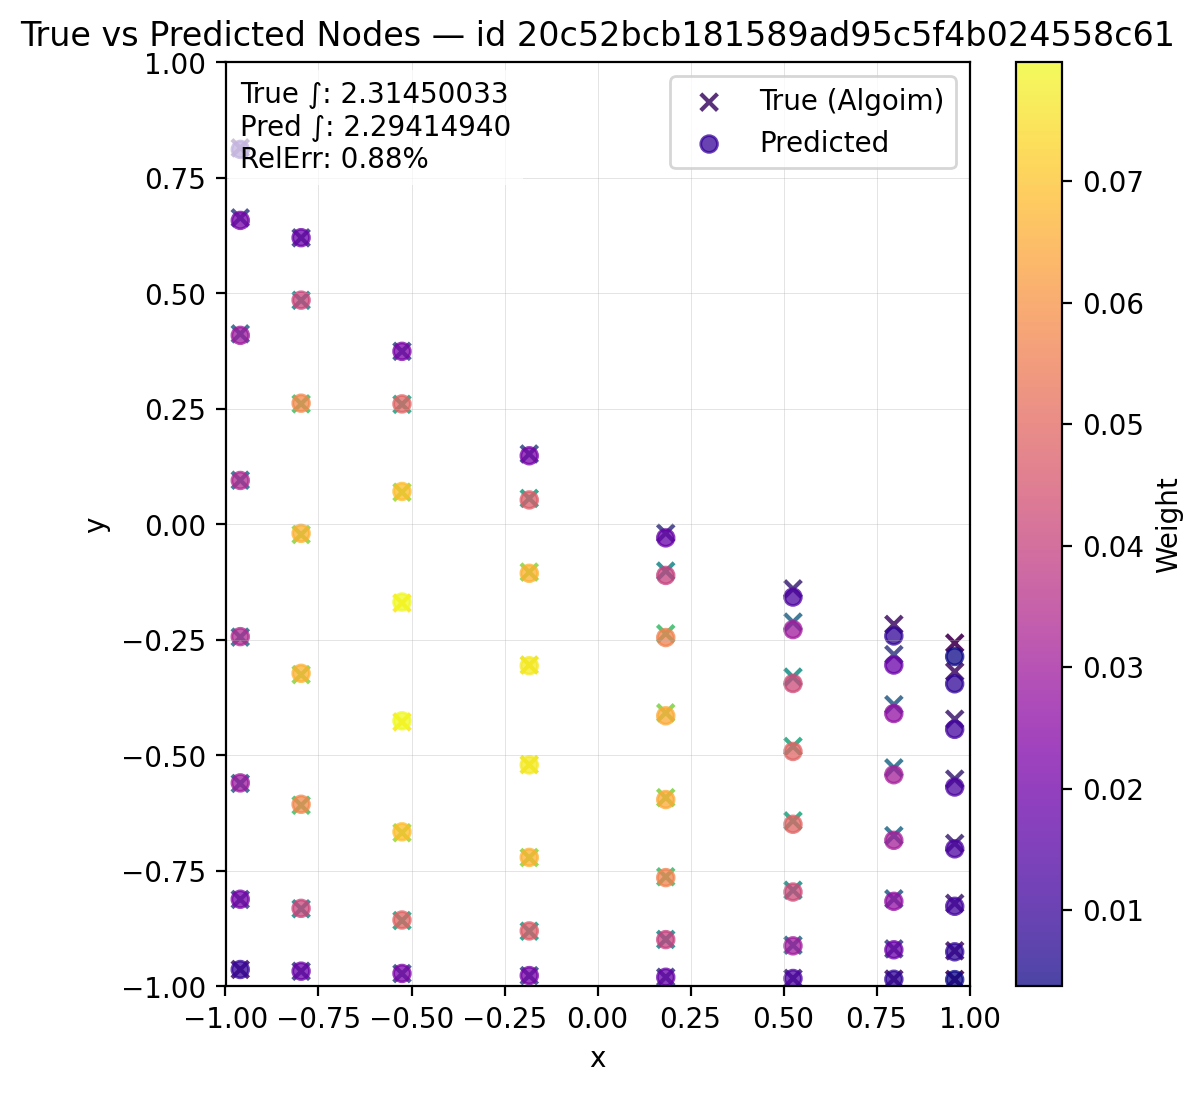 True vs Predicted Nodes — id 20c52bcb181589ad95c5f4b024558c61
True ∫: 2.31450033
Pred ∫: 2.29414940
RelErr: 0.88%
True (Algoim)
Predicted
1.00
0.75
0.50
0.25
0.00
−0.25
−0.50
−0.75
−1.00
y
−1.00 −0.75 −0.50 −0.25 0.00 0.25 0.50 0.75 1.00
x
0.07
0.06
0.05
0.04
0.03
0.02
0.01
Weight